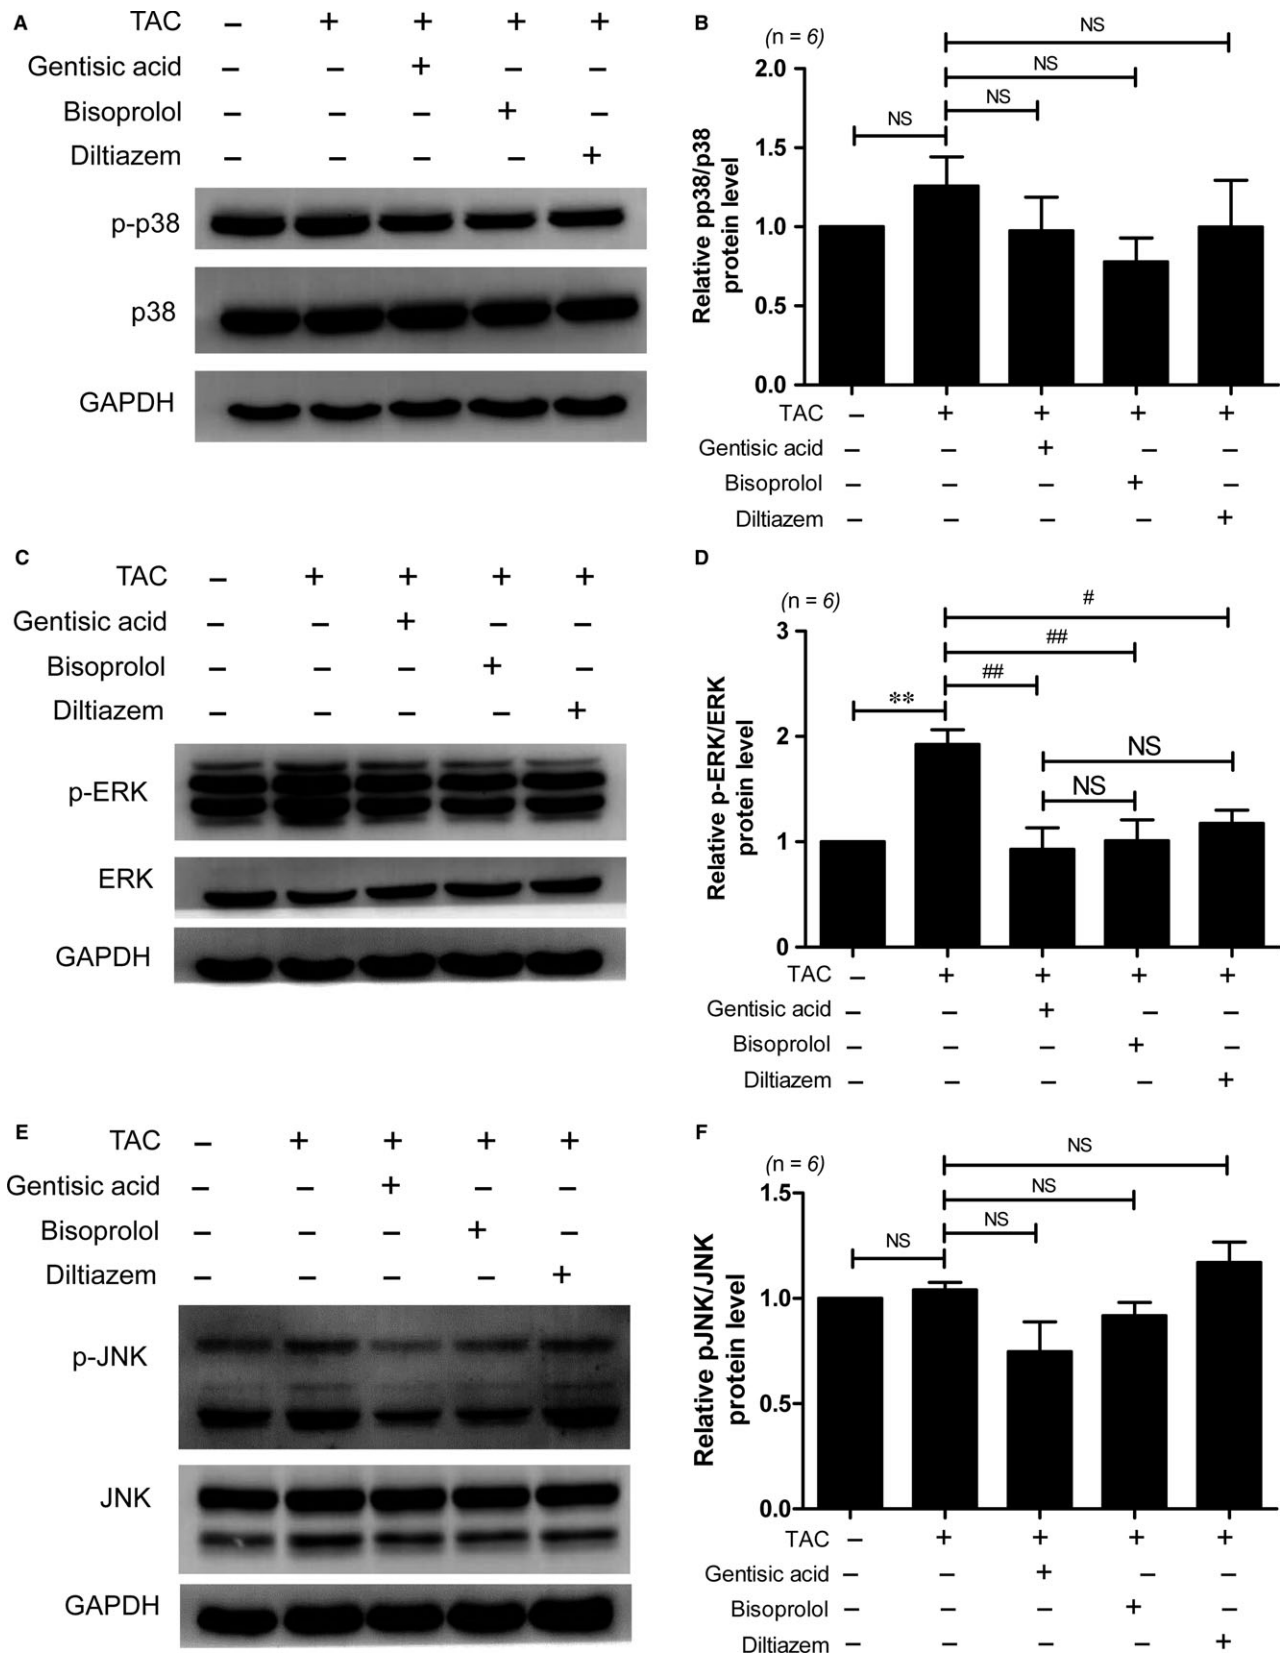 A
TAC – + + + +
Gentisic acid – – + – –
Bisoprolol – – – + –
Diltiazem – – – – +
p-p38
p38
GAPDH
B
(n = 6)
NS
NS
NS
NS
Relative pp38/p38
protein level
2.0
1.5
1.0
0.5
0.0
TAC – + + + +
Gentisic acid – – + – –
Bisoprolol – – – + –
Diltiazem – – – – +
C
TAC – + + + +
Gentisic acid – – + – –
Bisoprolol – – – + –
Diltiazem – – – – +
p-ERK
ERK
GAPDH
D
(n = 6)
#
##
##
**
NS
NS
Relative p-ERK/ERK
protein level
3
2
1
0
TAC – + + + +
Gentisic acid – – + – –
Bisoprolol – – – + –
Diltiazem – – – – +
E
TAC – + + + +
Gentisic acid – – + – –
Bisoprolol – – – + –
Diltiazem – – – – +
p-JNK
JNK
GAPDH
F
(n = 6)
NS
NS
NS
NS
Relative pJNK/JNK
protein level
1.5
1.0
0.5
0.0
TAC – + + + +
Gentisic acid – – + – –
Bisoprolol – – – + –
Diltiazem – – – – +